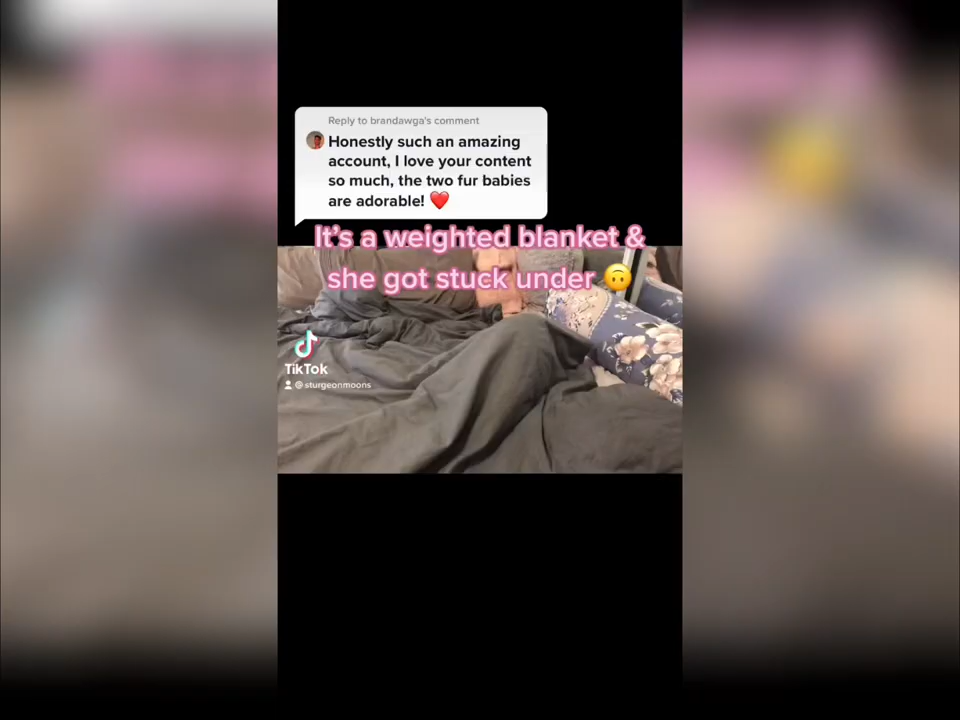 Reply to brandawga's comment
Honestly such an amazing
account, I love your content
so much, the two fur babies
are adorable! ❤️
It's a weighted blanket &
she got stuck under 🙃
TikTok
@sturgeonmoons